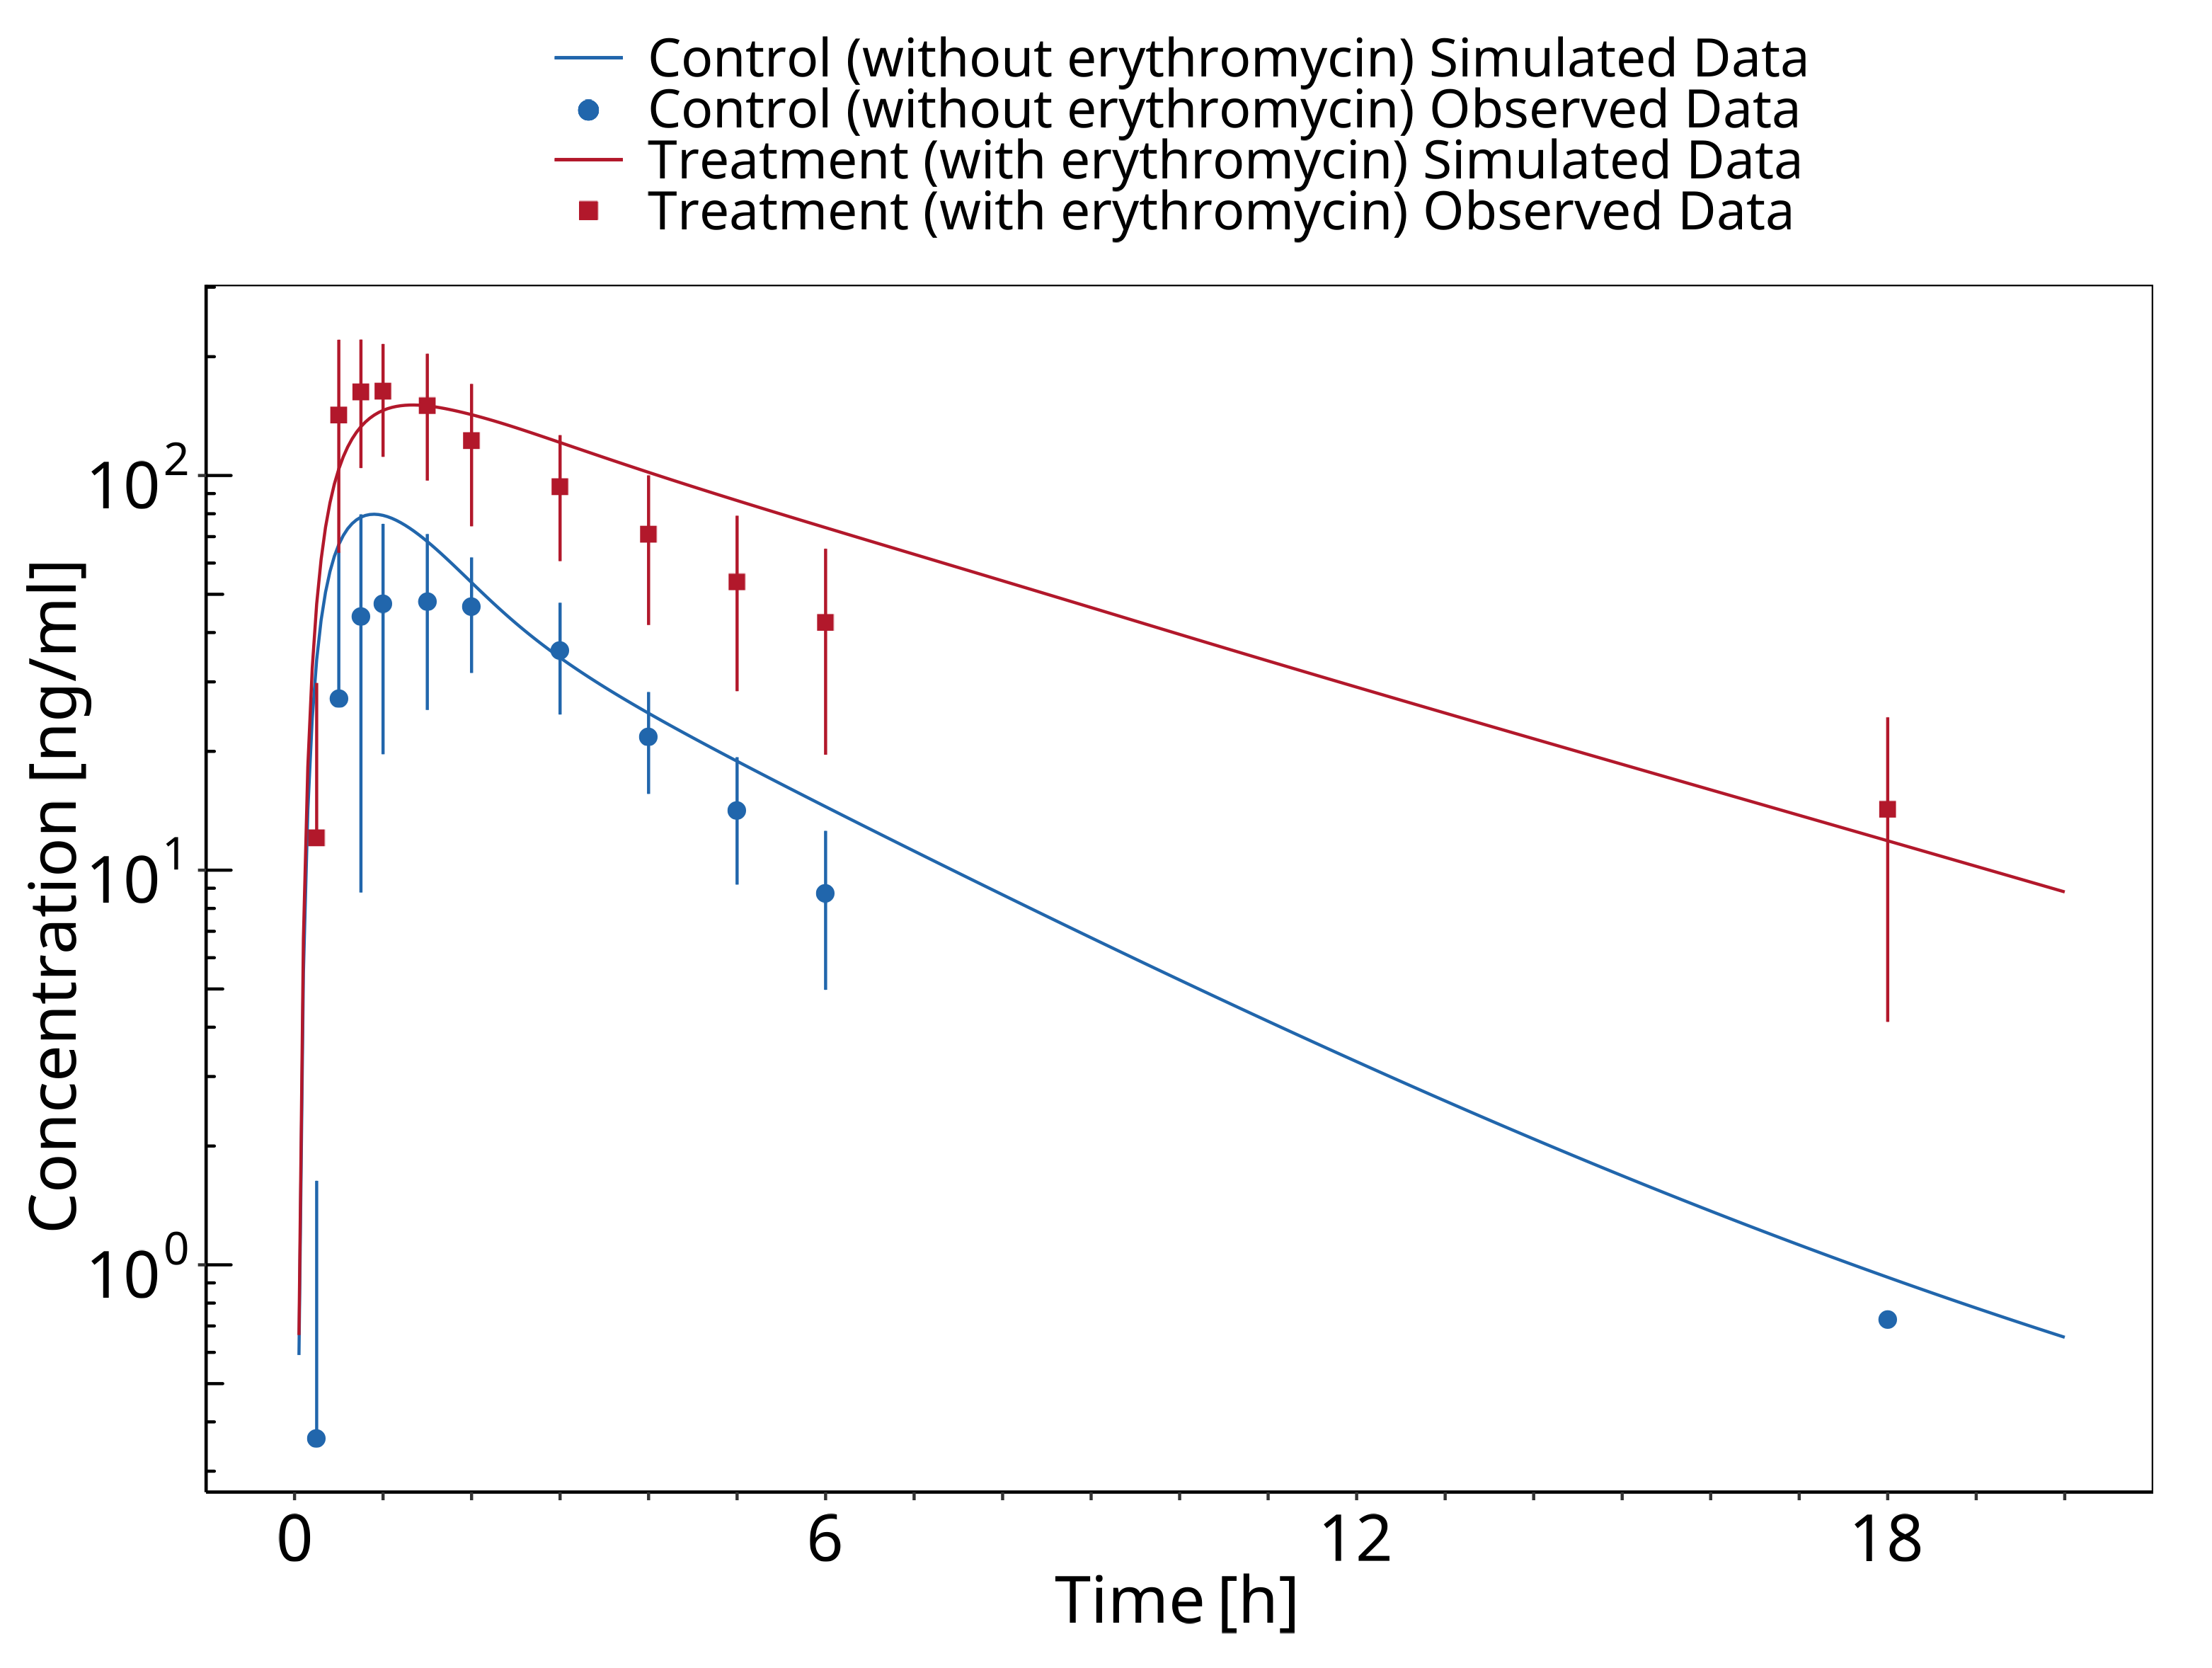 Control (without erythromycin) Simulated Data
Control (without erythromycin) Observed Data
Treatment (with erythromycin) Simulated Data
Treatment (with erythromycin) Observed Data
Concentration [ng/ml]
10²
10¹
10⁰
0 6 12 18
Time [h]